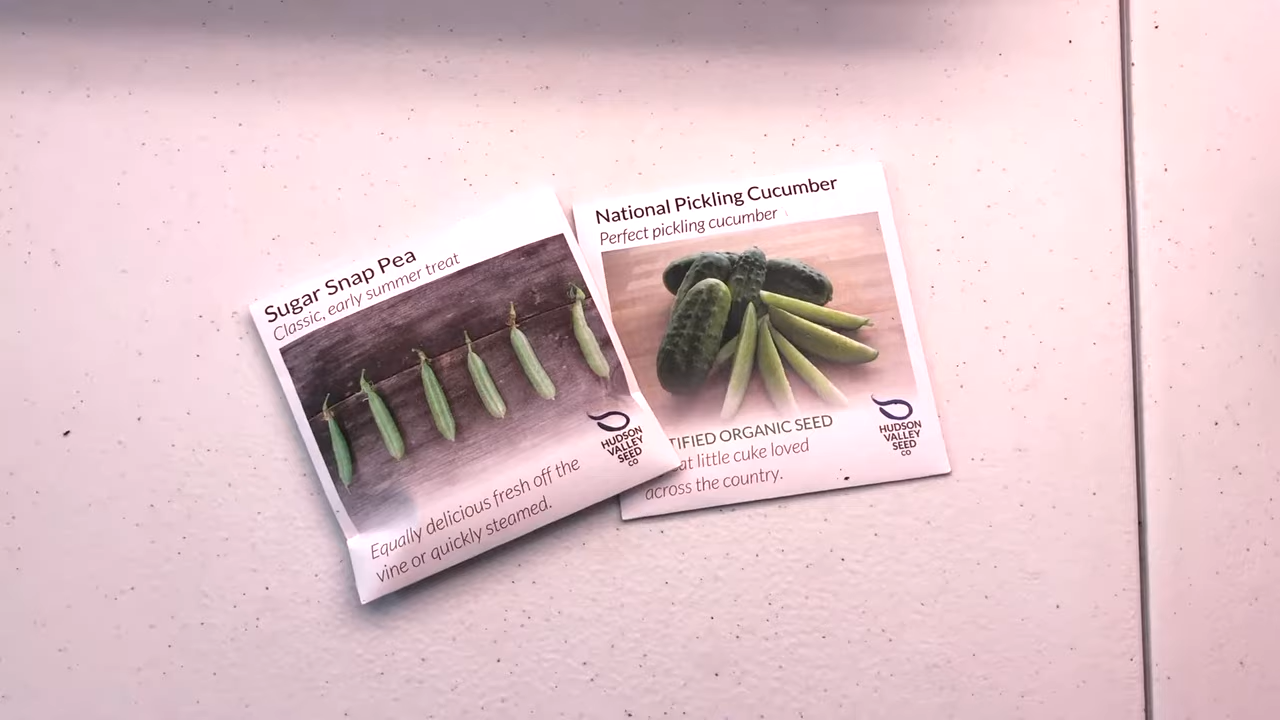 Sugar Snap Pea
Classic, early summer treat
HUDSON
VALLEY
SEED
CO
Equally delicious fresh off the
vine or quickly steamed.
National Pickling Cucumber
Perfect pickling cucumber
TIFIED ORGANIC SEED
at little cuke loved
across the country.
HUDSON
VALLEY
SEED
CO